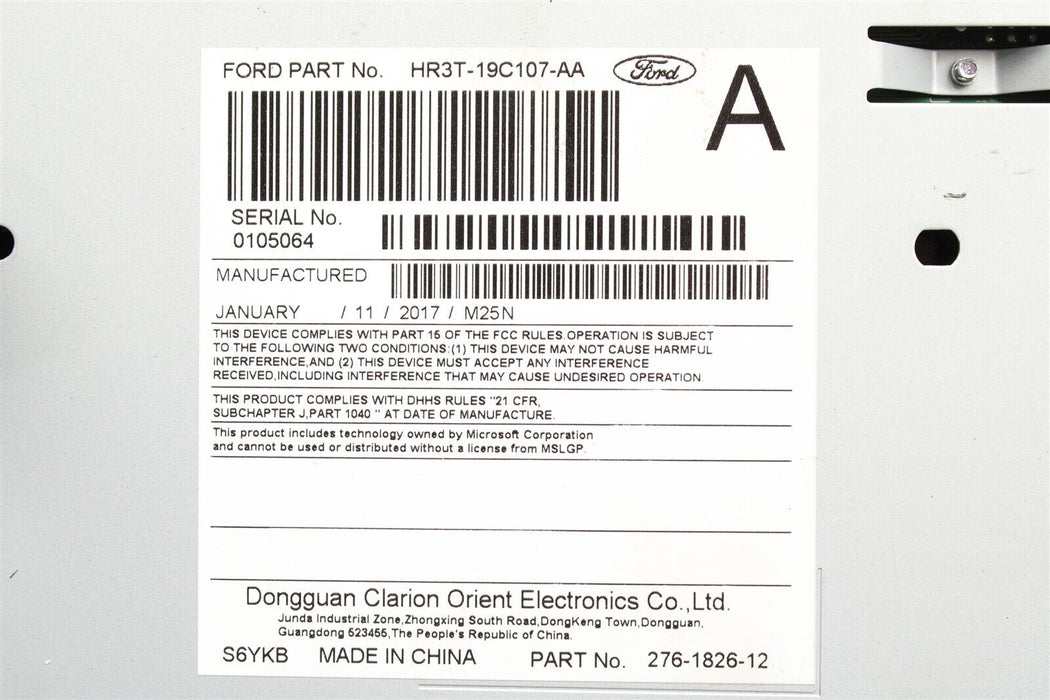 FORD PART No. HR3T-19C107-AA Ford A
SERIAL No.
0105064
MANUFACTURED
JANUARY / 11 / 2017 / M25N
THIS DEVICE COMPLIES WITH PART 15 OF THE FCC RULES.OPERATION IS SUBJECT
TO THE FOLLOWING TWO CONDITIONS:(1) THIS DEVICE MAY NOT CAUSE HARMFUL
INTERFERENCE,AND (2) THIS DEVICE MUST ACCEPT ANY INTERFERENCE
RECEIVED,INCLUDING INTERFERENCE THAT MAY CAUSE UNDESIRED OPERATION.
THIS PRODUCT COMPLIES WITH DHHS RULES "21 CFR,
SUBCHAPTER J,PART 1040 " AT DATE OF MANUFACTURE.
This product includes technology owned by Microsoft Corporation
and cannot be used or distributed without a license from MSLGP.
Dongguan Clarion Orient Electronics Co.,Ltd.
Junda Industrial Zone,Zhongxing South Road,DongKeng Town,Dongguan,
Guangdong 523455,The People's Republic of China.
S6YKB MADE IN CHINA PART No. 276-1826-12